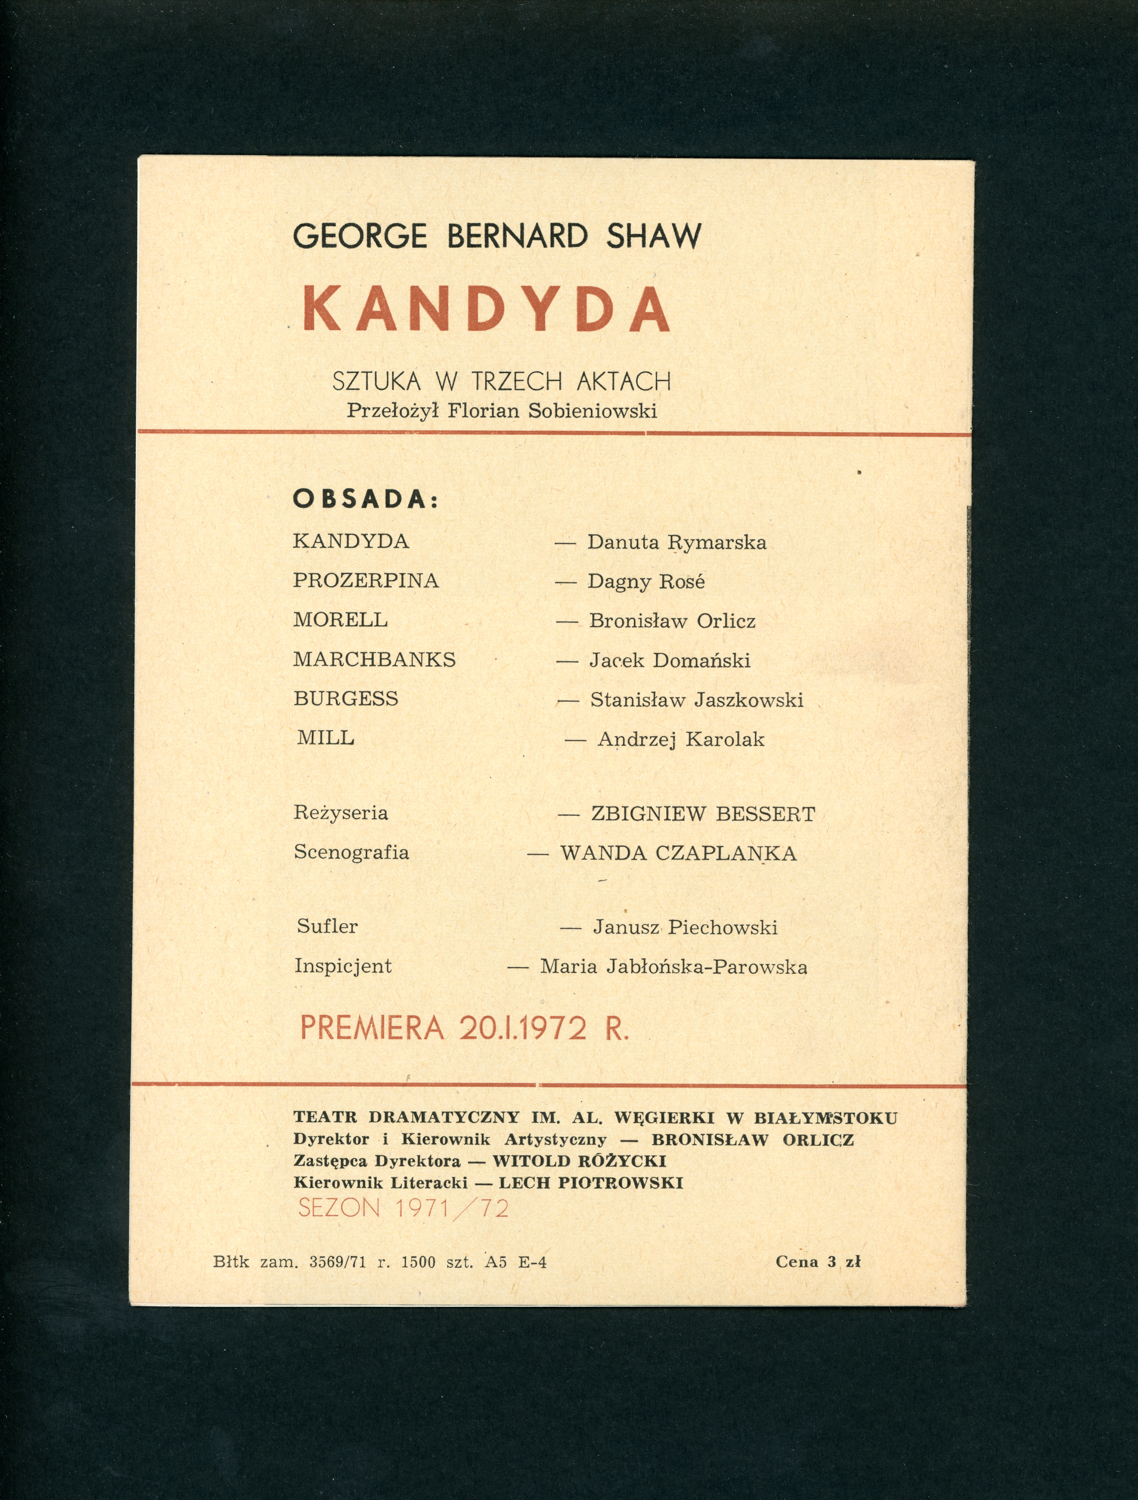 GEORGE BERNARD SHAW
KANDYDA
SZTUKA W TRZECH AKTACH
Przełożył Florian Sobieniowski
OBSADA:
KANDYDA — Danuta Rymarska
PROZERPINA — Dagny Rosé
MORELL — Bronisław Orlicz
MARCHBANKS — Jacek Domański
BURGESS — Stanisław Jaszkowski
MILL — Andrzej Karolak
Reżyseria — ZBIGNIEW BESSERT
Scenografia — WANDA CZAPLANKA
Sufler — Janusz Piechowski
Inspicjent — Maria Jabłońska-Parowska
PREMIERA 20.I.1972 R.
TEATR DRAMATYCZNY IM. AL. WĘGIERKI W BIAŁYMSTOKU
Dyrektor i Kierownik Artystyczny — BRONISŁAW ORLICZ
Zastępca Dyrektora — WITOLD RÓŻYCKI
Kierownik Literacki — LECH PIOTROWSKI
SEZON 1971/72
Błtk zam. 3569/71 r. 1500 szt. A5 E-4 Cena 3 zł